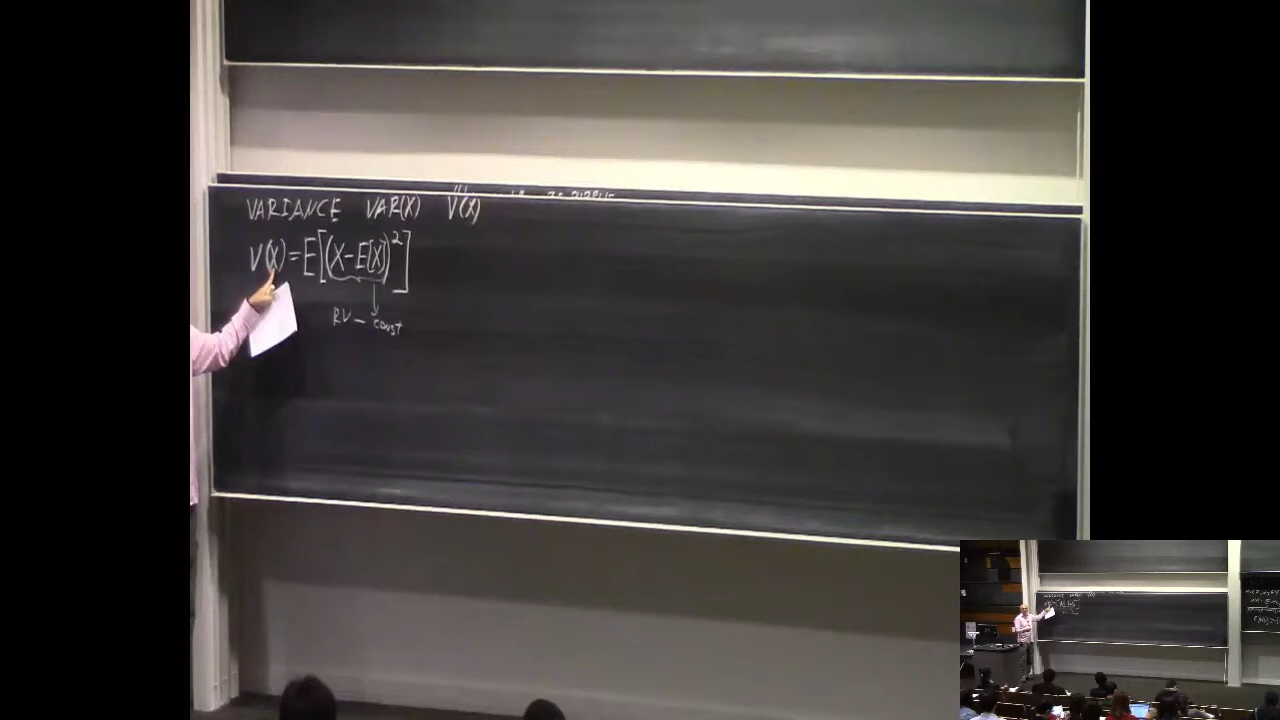 VARIANCE VAR(X) V(X)
V(X) = E[(X - E[X])²]
RV - const